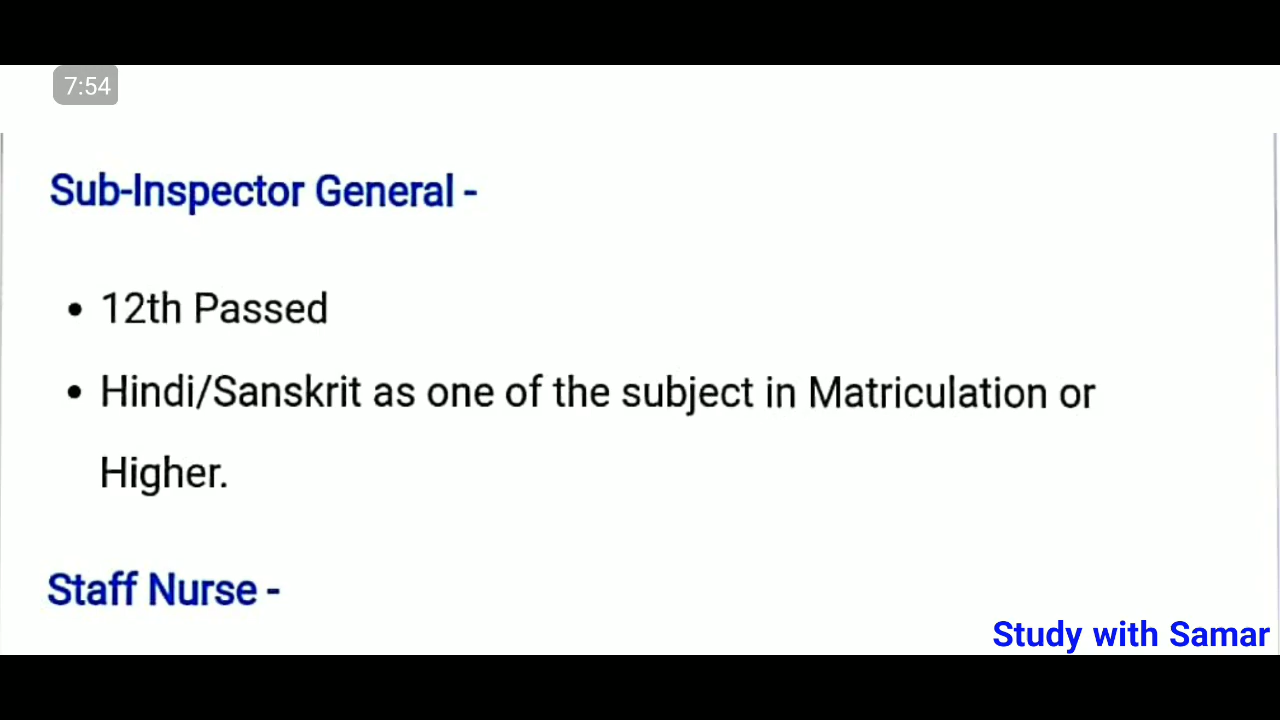 7:54
Sub-Inspector General -
• 12th Passed
• Hindi/Sanskrit as one of the subject in Matriculation or
Higher.
Staff Nurse -
Study with Samar